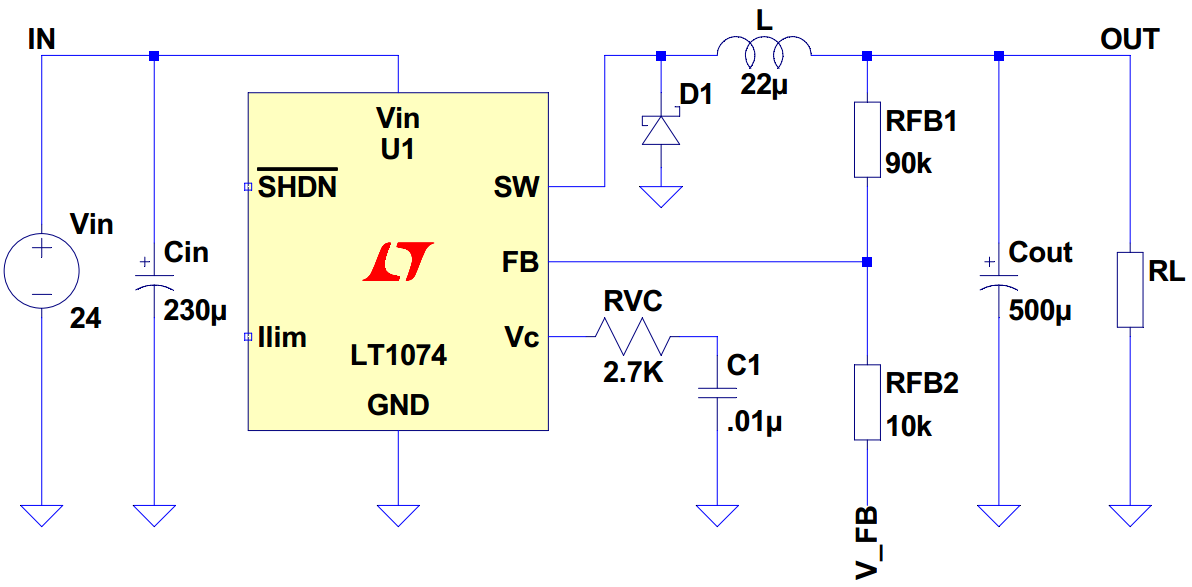 IN
L
OUT
22µ
D1
Vin
U1
RFB1
90k
SHDN
SW
Vin
+
24
Cin
+
230µ
FB
Cout
+
500µ
RL
RVC
2.7K
Ilim
Vc
LT1074
C1
.01µ
GND
RFB2
10k
V_FB